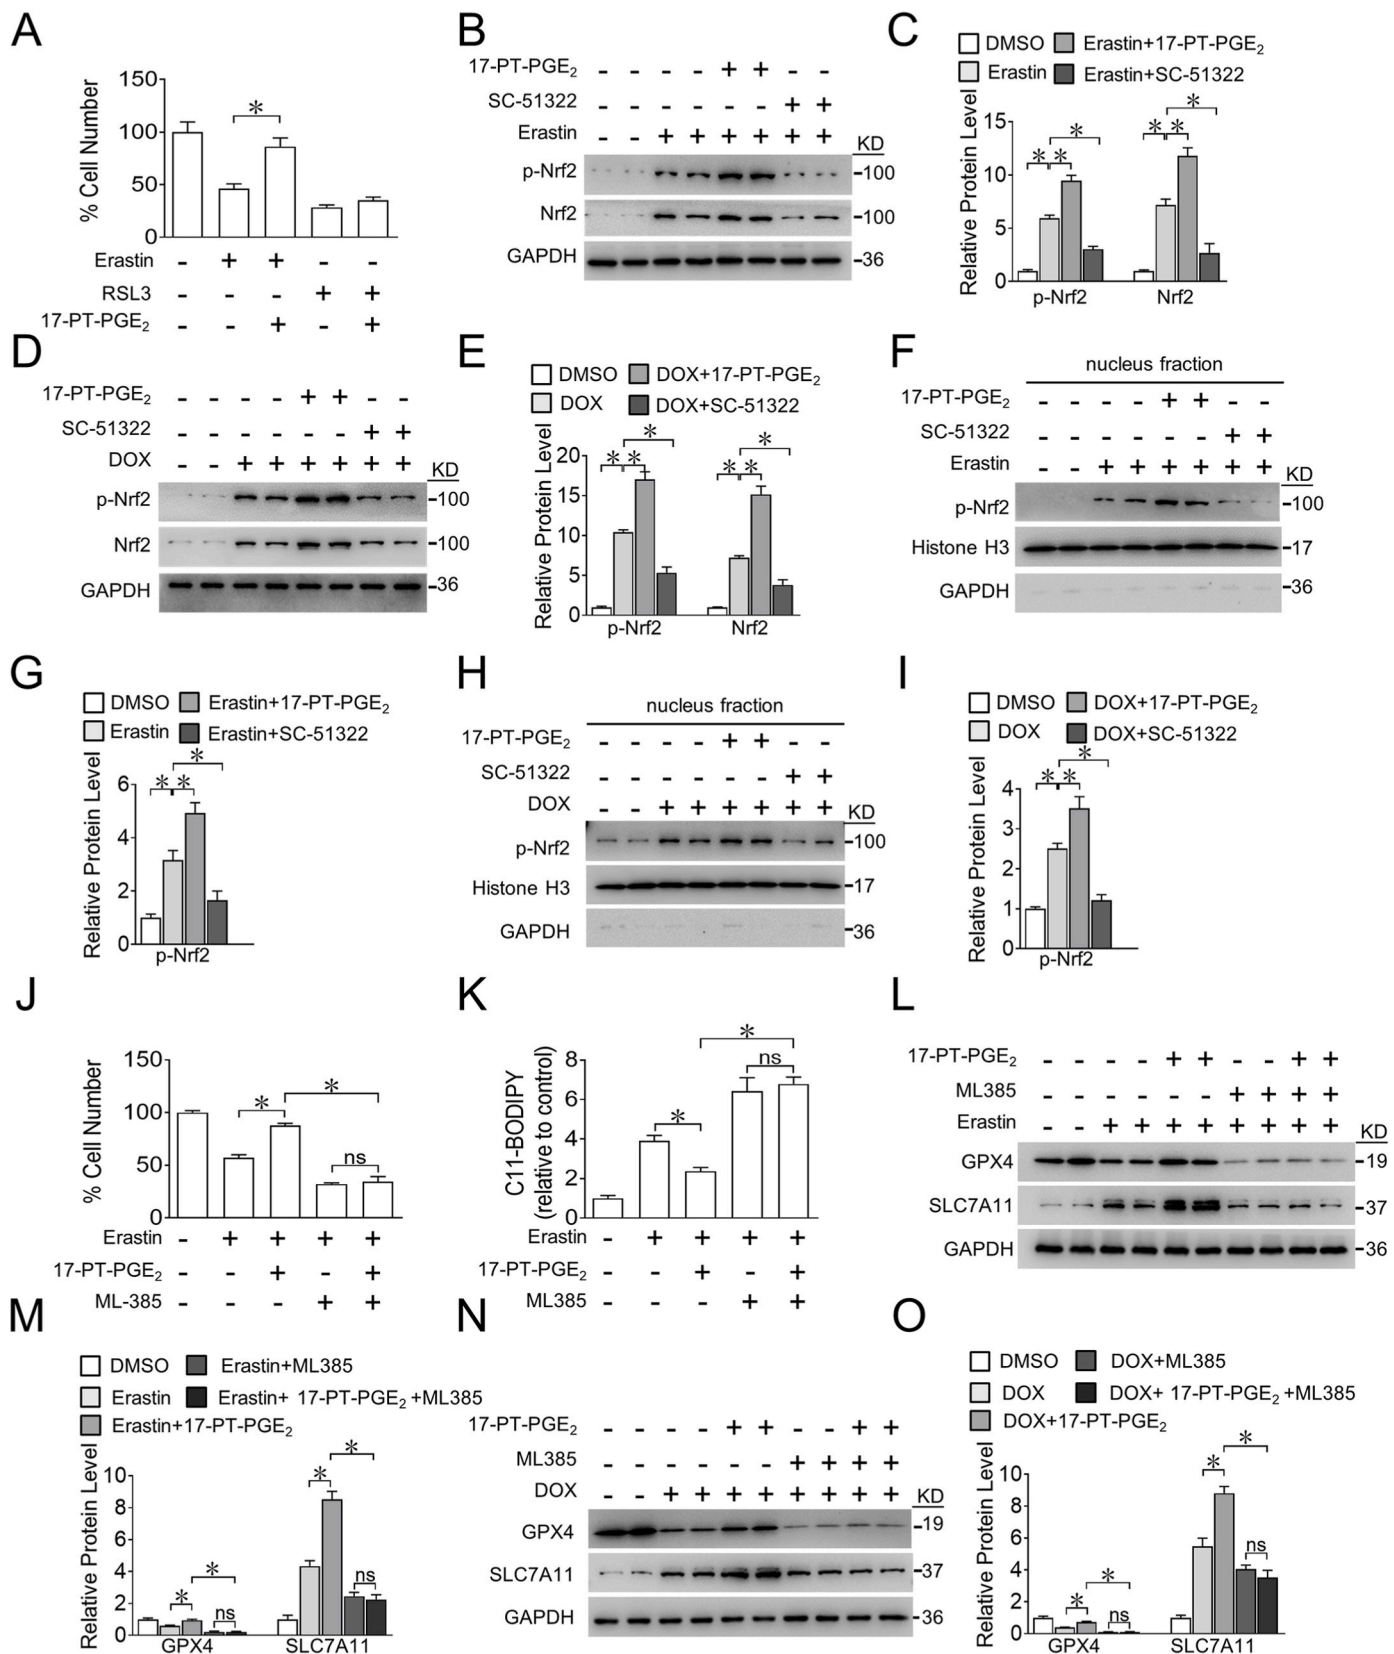 A
150
100
50
0
% Cell Number
*
Erastin - + + - -
RSL3 - - - + +
17-PT-PGE2 - - + - +
B
17-PT-PGE2 - - - - + + - -
SC-51322 - - - - - - + +
Erastin - - + + + + + +
KD
p-Nrf2 -100
Nrf2 -100
GAPDH -36
C
DMSO Erastin+17-PT-PGE2
Erastin Erastin+SC-51322
Relative Protein Level
15
10
5
0
* * * * * *
p-Nrf2 Nrf2
D
17-PT-PGE2 - - - - + + - -
SC-51322 - - - - - - + +
DOX - - + + + + + +
KD
p-Nrf2 -100
Nrf2 -100
GAPDH -36
E
DMSO DOX+17-PT-PGE2
DOX DOX+SC-51322
Relative Protein Level
20
15
10
5
0
* * * * * *
p-Nrf2 Nrf2
F
nucleus fraction
17-PT-PGE2 - - - - + + - -
SC-51322 - - - - - - + +
Erastin - - + + + + + +
KD
p-Nrf2 -100
Histone H3 -17
GAPDH -36
G
DMSO Erastin+17-PT-PGE2
Erastin Erastin+SC-51322
Relative Protein Level
6
4
2
0
* * *
p-Nrf2
H
nucleus fraction
17-PT-PGE2 - - - - + + - -
SC-51322 - - - - - - + +
DOX - - + + + + + +
KD
p-Nrf2 -100
Histone H3 -17
GAPDH -36
I
DMSO DOX+17-PT-PGE2
DOX DOX+SC-51322
Relative Protein Level
4
3
2
1
0
* * *
p-Nrf2
J
150
100
50
0
% Cell Number
* *
ns
Erastin - + + + +
17-PT-PGE2 - - + - +
ML-385 - - - + +
K
C11-BODIPY
(relative to control)
8
6
4
2
0
* *
ns
Erastin - + + + +
17-PT-PGE2 - - + - +
ML385 - - - + +
L
17-PT-PGE2 - - - - + + - - + +
ML385 - - - - - - + + + +
Erastin - - + + + + + + + +
KD
GPX4 -19
SLC7A11 -37
GAPDH -36
M
DMSO Erastin+ML385
Erastin Erastin+ 17-PT-PGE2 +ML385
Erastin+17-PT-PGE2
Relative Protein Level
10
8
6
4
2
0
* * ns * * ns
GPX4 SLC7A11
N
17-PT-PGE2 - - - - + + - - + +
ML385 - - - - - - + + + +
DOX - - + + + + + + + +
KD
GPX4 -19
SLC7A11 -37
GAPDH -36
O
DMSO DOX+ML385
DOX DOX+ 17-PT-PGE2 +ML385
DOX+17-PT-PGE2
Relative Protein Level
10
8
6
4
2
0
* * ns * * ns
GPX4 SLC7A11